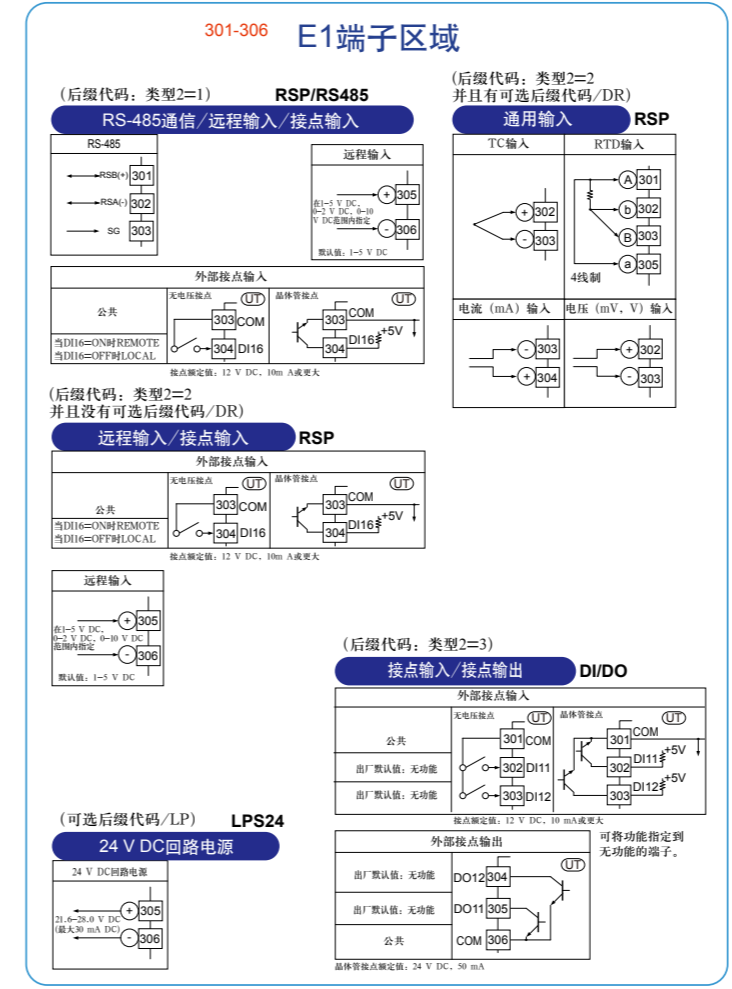 301-306
E1端子区域
(后缀代码：类型2=1)
RSP/RS485
RS-485通信/远程输入/接点输入
RS-485
RSB(+) 301
RSA(-) 302
SG 303
远程输入
+ 305
在1-5 V DC,
0-2 V DC, 0-10
V DC范围内指定
- 306
默认值：1-5 V DC
外部接点输入
无电压接点
UT
晶体管接点
UT
公共
303 COM
303 COM
+5V
当DI16=ON时REMOTE
当DI16=OFF时LOCAL
304 DI16
304 DI16
接点额定值：12 V DC, 10m A或更大
(后缀代码：类型2=2
并且有可选后缀代码/DR)
通用输入
RSP
TC输入
RTD输入
+ 302
- 303
A 301
b 302
B 303
a 305
4线制
电流（mA）输入
电压（mV, V）输入
- 303
+ 304
+ 302
- 303
(后缀代码：类型2=2
并且没有可选后缀代码/DR)
远程输入/接点输入
RSP
外部接点输入
无电压接点
UT
晶体管接点
UT
公共
303 COM
303 COM
+5V
当DI16=ON时REMOTE
当DI16=OFF时LOCAL
304 DI16
304 DI16
接点额定值：12 V DC, 10m A或更大
远程输入
+ 305
在1-5 V DC,
0-2 V DC, 0-10 V DC
范围内指定
- 306
默认值：1-5 V DC
(后缀代码：类型2=3)
接点输入/接点输出
DI/DO
外部接点输入
无电压接点
UT
晶体管接点
UT
公共
301 COM
301 COM
出厂默认值：无功能
302 DI11
302 DI11
+5V
出厂默认值：无功能
303 DI12
303 DI12
+5V
接点额定值：12 V DC, 10 mA或更大
外部接点输出
UT
出厂默认值：无功能
DO12 304
出厂默认值：无功能
DO11 305
公共
COM 306
晶体管接点额定值：24 V DC, 50 mA
可将功能指定到
无功能的端子。
(可选后缀代码/LP)
LPS24
24 V DC回路电源
24 V DC回路电源
+ 305
21.6-28.0 V DC
(最大30 mA DC)
- 306